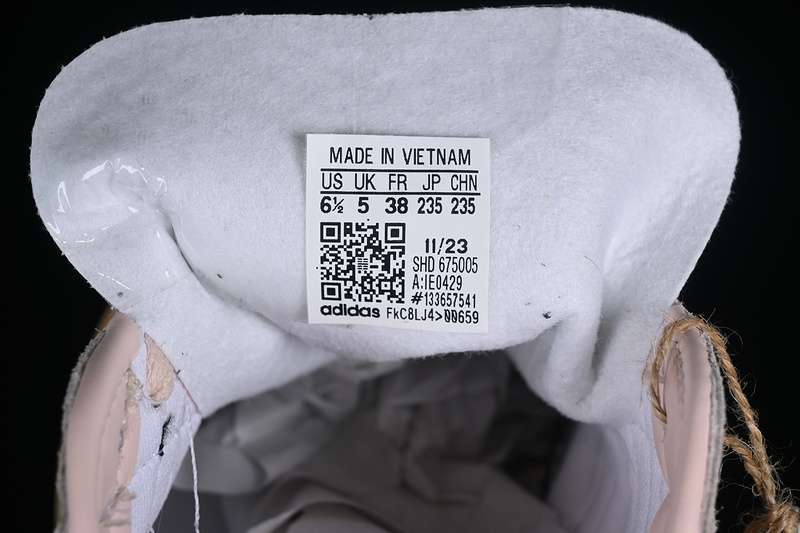 MADE IN VIETNAM
US UK FR JP CHN
6½ 5 38 235 235
11/23
SHD 675005
A:IE0429
#133657541
adidas FkC8LJ4>00659